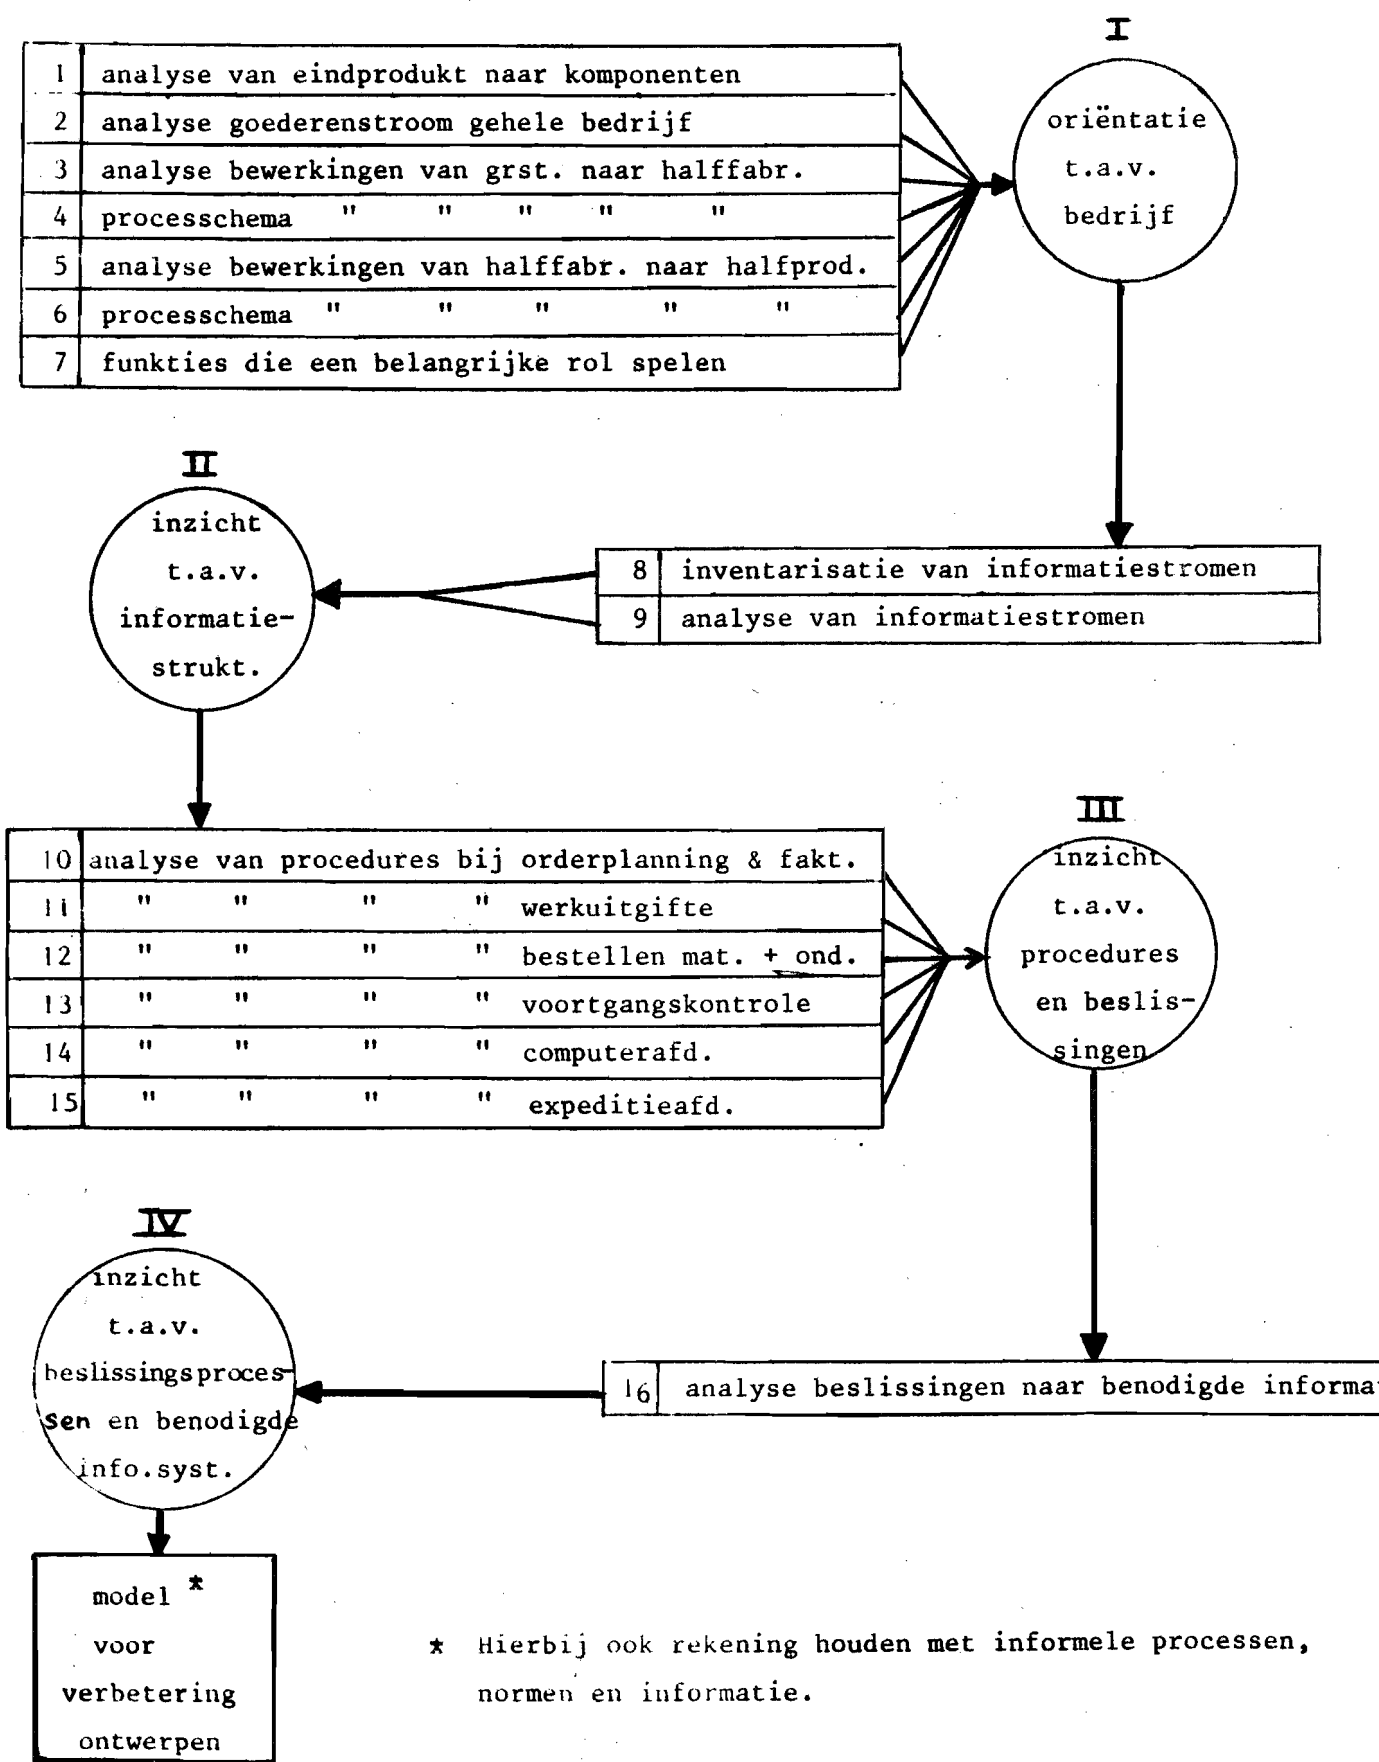 I
1 analyse van eindprodukt naar komponenten
2 analyse goederenstroom gehele bedrijf
3 analyse bewerkingen van grst. naar halffabr.
4 processchema " " " " "
5 analyse bewerkingen van halffabr. naar halfprod.
6 processchema " " " " "
7 funkties die een belangrijke rol spelen
oriëntatie
t.a.v.
bedrijf
II
inzicht
t.a.v.
informatie-
strukt.
8 inventarisatie van informatiestromen
9 analyse van informatiestromen
III
10 analyse van procedures bij orderplanning & fakt.
11 " " " " werkuitgifte
12 " " " " bestellen mat. + ond.
13 " " " " voortgangskontrole
14 " " " " computerafd.
15 " " " " expeditieafd.
inzicht
t.a.v.
procedures
en beslis-
singen
IV
inzicht
t.a.v.
beslissingsproces-
sen en benodigde
info.syst.
16 analyse beslissingen naar benodigde informa
model *
voor
verbetering
ontwerpen
* Hierbij ook rekening houden met informele processen,
normen en informatie.